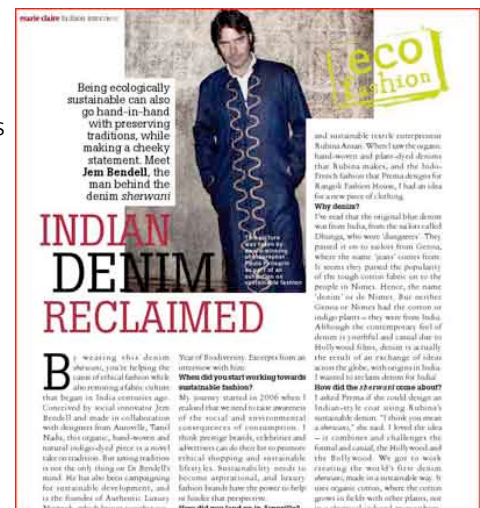 marie claire fashion interview
eco
fashion
Being ecologically
sustainable can also
go hand-in-hand
with preserving
traditions, while
making a cheeky
statement. Meet
Jem Bendell, the
man behind the
denim sherwani
INDIAN
DENIM
RECLAIMED
This picture
was taken by
award-winning
photographer
sustainable fashion
By wearing this denim
sherwani, you're helping the
cause of ethical fashion while
also restoring a fabric culture
that began in India centuries ago.
Conceived by social innovator Jem
Bendell and made in collaboration
with designers from Auroville, Tamil
Nadu, this organic, hand-woven and
natural indigo-dyed piece is a novel
take on tradition. But saving tradition
is not the only thing on Dr Bendell's
mind. He has also been campaigning
for sustainable development, and
is the founder of Authentic Luxury
Year of Biodiversity. Excerpts from an
interview with him:
When did you start working towards
sustainable fashion?
My journey started in 2006 when I
realised that we need to raise awareness
of the social and environmental
consequences of consumption. I
think prestige brands, celebrities and
advertisers can do their bit to promote
ethical shopping and sustainable
lifestyles. Sustainability needs to
become aspirational, and luxury
fashion brands have the power to help
or hinder that perspective.
How did you land up in Auroville?
and sustainable textile entrepreneur
Rubina Ansari. When I saw the organic
hand-woven and plant-dyed denims
that Rubina makes, and the Indo-
French fashion that Prema designs for
Rangoli Fashion House, I had an idea
for a new piece of clothing.
Why denim?
I've read that the original blue denim
was from India, from the sailors called
Dhunga, who wore 'dungarees'. They
passed it on to sailors from Genoa,
where the name 'jeans' comes from.
It seems they passed the popularity
of the tough cotton fabric on to the
people in Nimes. Hence, the name
'denim' or de Nimes. But neither
Genoa or Nimes had the cotton or
indigo plants – they were from India.
Although the contemporary feel of
denim is youthful and casual due to
Hollywood films, denim is actually
the result of an exchange of ideas
across the globe, with origins in India.
I wanted to reclaim denim for India!
How did the sherwani come about?
I asked Prema if she could design an
Indian-style coat using Rubina's
sustainable denim. "I think you mean
a sherwani," she said. I loved the idea
– it combines and challenges the
formal and casual, the Hollywood and
the Bollywood. We got to work
creating the world's first denim
sherwani, made in a sustainable way. It
uses organic cotton, where the cotton
grows in fields with other plants, not